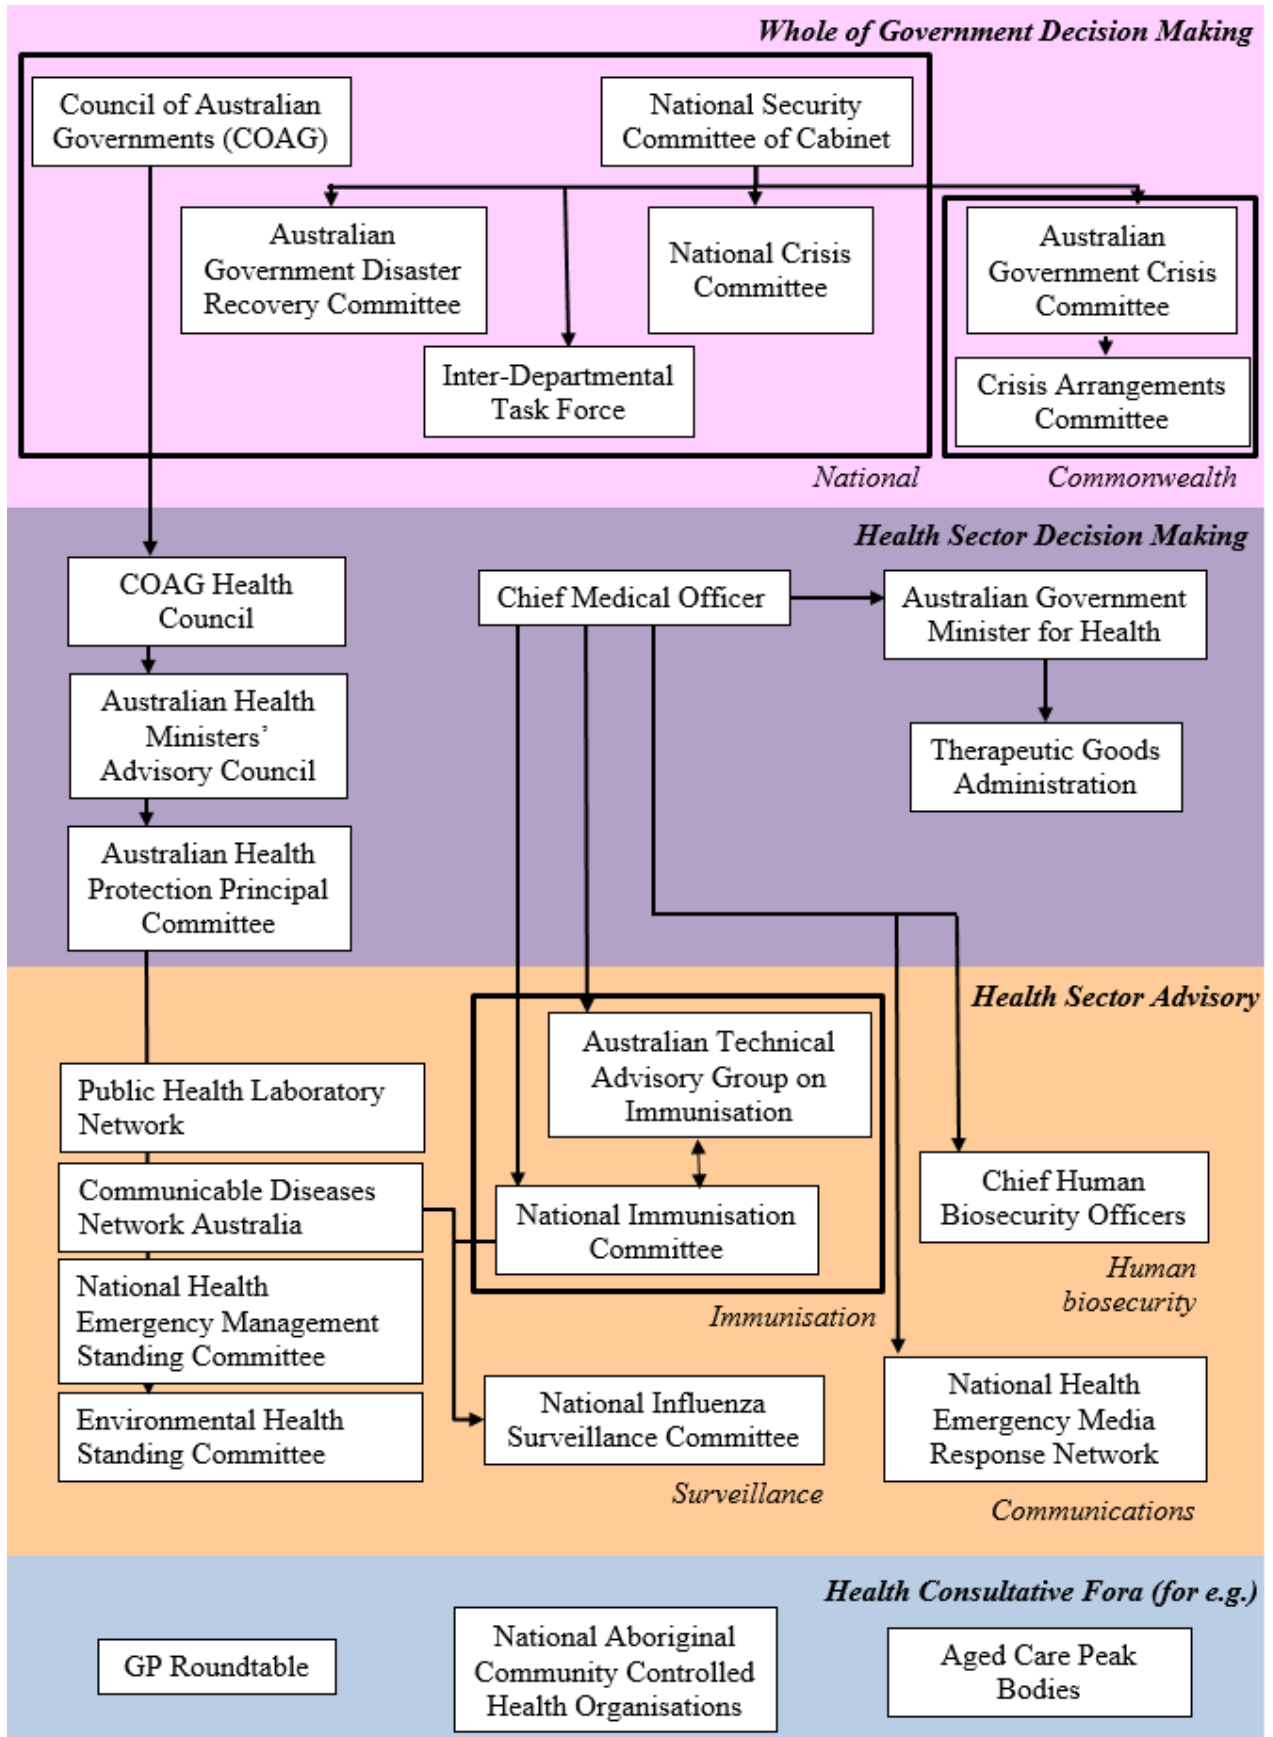 Whole of Government Decision Making
Council of Australian
Governments (COAG)
National Security
Committee of Cabinet
Australian
Government Disaster
Recovery Committee
National Crisis
Committee
Australian
Government Crisis
Committee
Inter-Departmental
Task Force
Crisis Arrangements
Committee
National
Commonwealth
Health Sector Decision Making
COAG Health
Council
Chief Medical Officer
Australian Government
Minister for Health
Australian Health
Ministers’
Advisory Council
Therapeutic Goods
Administration
Australian Health
Protection Principal
Committee
Health Sector Advisory
Australian Technical
Advisory Group on
Immunisation
Public Health Laboratory
Network
Communicable Diseases
Network Australia
National Immunisation
Committee
Chief Human
Biosecurity Officers
Human
biosecurity
National Health
Emergency Management
Standing Committee
Immunisation
Environmental Health
Standing Committee
National Influenza
Surveillance Committee
Surveillance
National Health
Emergency Media
Response Network
Communications
Health Consultative Fora (for e.g.)
GP Roundtable
National Aboriginal
Community Controlled
Health Organisations
Aged Care Peak
Bodies